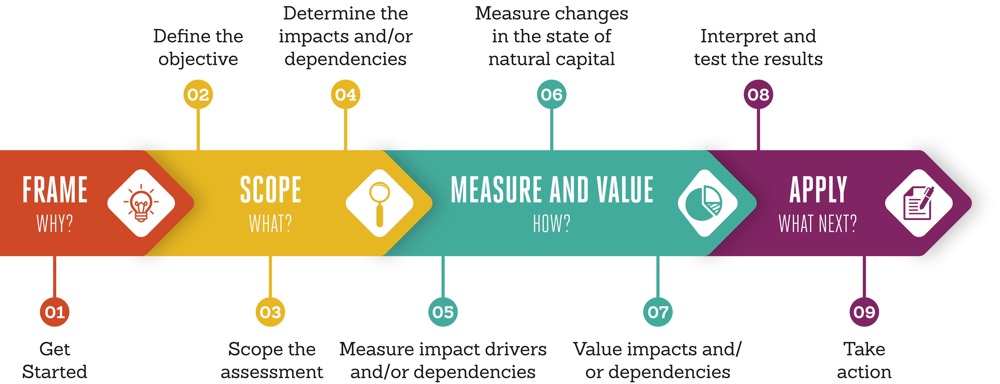 Define the
objective
02
Determine the
impacts and/or
dependencies
04
Measure changes
in the state of
natural capital
06
Interpret and
test the results
08
FRAME
WHY?
SCOPE
WHAT?
MEASURE AND VALUE
HOW?
APPLY
WHAT NEXT?
01
Get
Started
03
Scope the
assessment
05
Measure impact drivers
and/or dependencies
07
Value impacts and/
or dependencies
09
Take
action